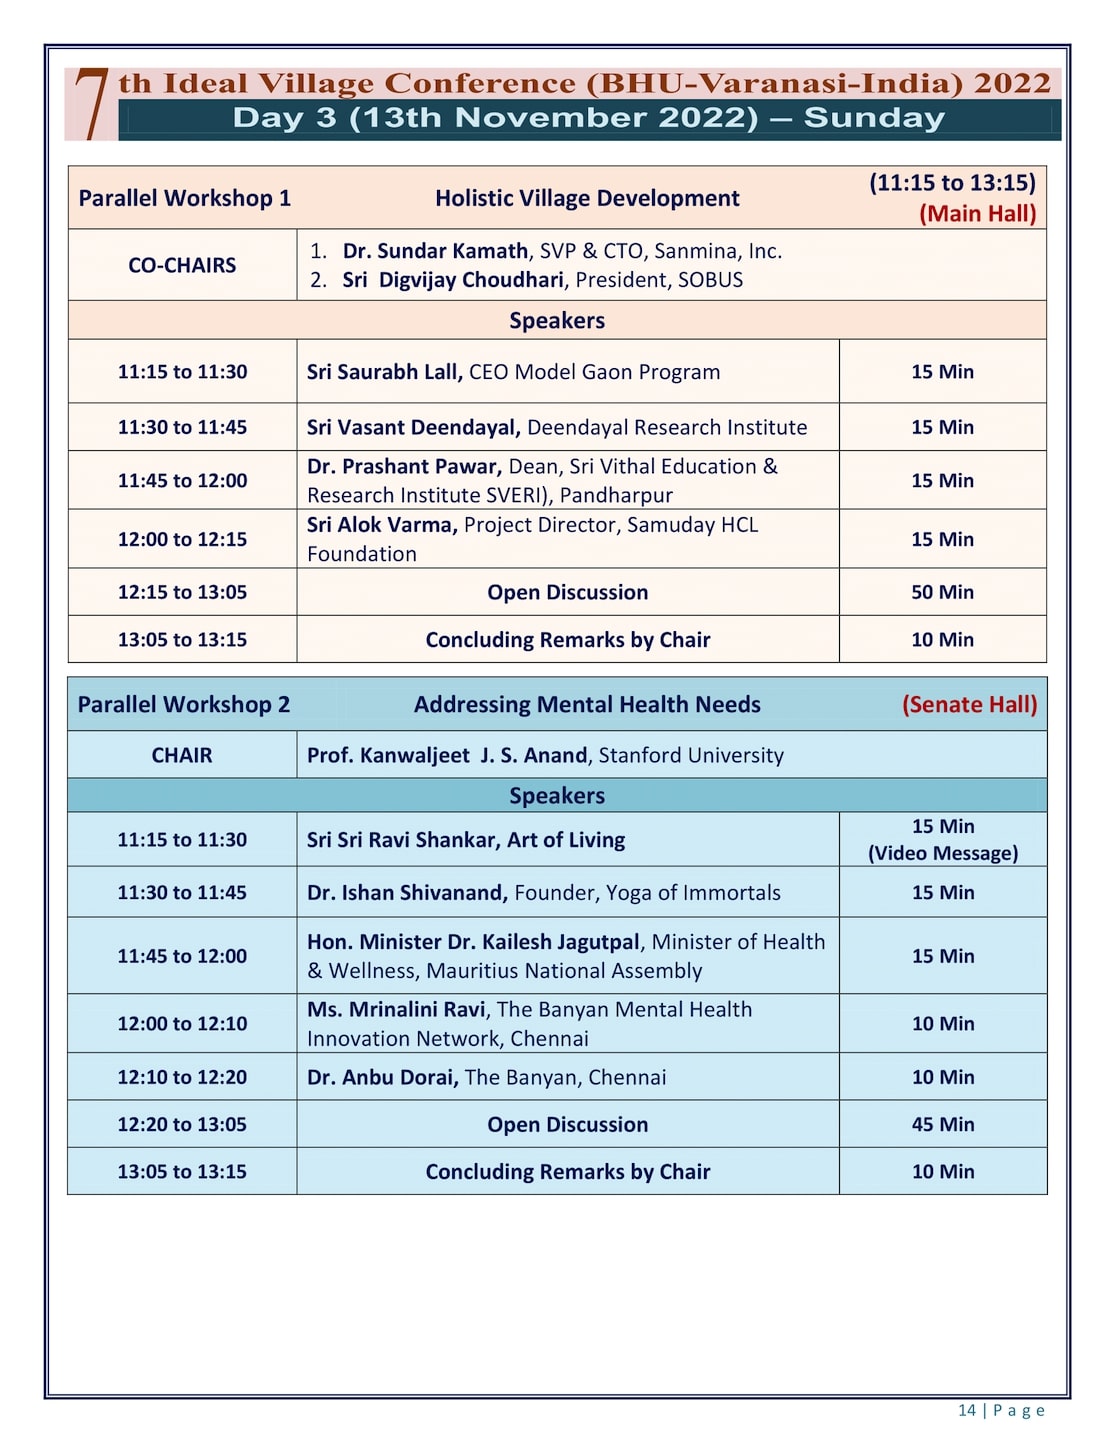 7th Ideal Village Conference (BHU-Varanasi-India) 2022
Day 3 (13th November 2022) – Sunday
Parallel Workshop 1 Holistic Village Development (11:15 to 13:15)
(Main Hall)
CO-CHAIRS
1. Dr. Sundar Kamath, SVP & CTO, Sanmina, Inc.
2. Sri Digvijay Choudhari, President, SOBUS
Speakers
11:15 to 11:30 Sri Saurabh Lall, CEO Model Gaon Program 15 Min
11:30 to 11:45 Sri Vasant Deendayal, Deendayal Research Institute 15 Min
11:45 to 12:00 Dr. Prashant Pawar, Dean, Sri Vithal Education &
Research Institute SVERI), Pandharpur 15 Min
12:00 to 12:15 Sri Alok Varma, Project Director, Samuday HCL
Foundation 15 Min
12:15 to 13:05 Open Discussion 50 Min
13:05 to 13:15 Concluding Remarks by Chair 10 Min
Parallel Workshop 2 Addressing Mental Health Needs (Senate Hall)
CHAIR Prof. Kanwaljeet J. S. Anand, Stanford University
Speakers
11:15 to 11:30 Sri Sri Ravi Shankar, Art of Living 15 Min
(Video Message)
11:30 to 11:45 Dr. Ishan Shivanand, Founder, Yoga of Immortals 15 Min
11:45 to 12:00 Hon. Minister Dr. Kailesh Jagutpal, Minister of Health
& Wellness, Mauritius National Assembly 15 Min
12:00 to 12:10 Ms. Mrinalini Ravi, The Banyan Mental Health
Innovation Network, Chennai 10 Min
12:10 to 12:20 Dr. Anbu Dorai, The Banyan, Chennai 10 Min
12:20 to 13:05 Open Discussion 45 Min
13:05 to 13:15 Concluding Remarks by Chair 10 Min
14 | Page